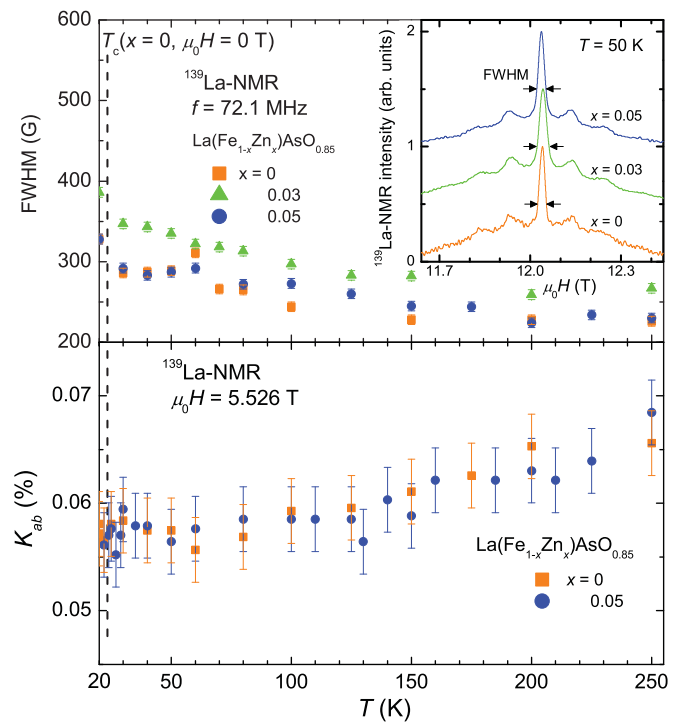 600
T_c(x = 0, μ₀H = 0 T)
¹³⁹La-NMR
f = 72.1 MHz
La(Fe₁₋ₓZnₓ)AsO₀.₈₅
x = 0
0.03
0.05
500
400
300
200
FWHM (G)
2
1
0
¹³⁹La-NMR intensity (arb. units)
T = 50 K
FWHM
x = 0.05
x = 0.03
x = 0
11.7
12.0
12.3
μ₀H (T)
¹³⁹La-NMR
μ₀H = 5.526 T
0.07
0.06
0.05
K_ab (%)
La(Fe₁₋ₓZnₓ)AsO₀.₈₅
x = 0
0.05
20
50
100
150
200
250
T (K)